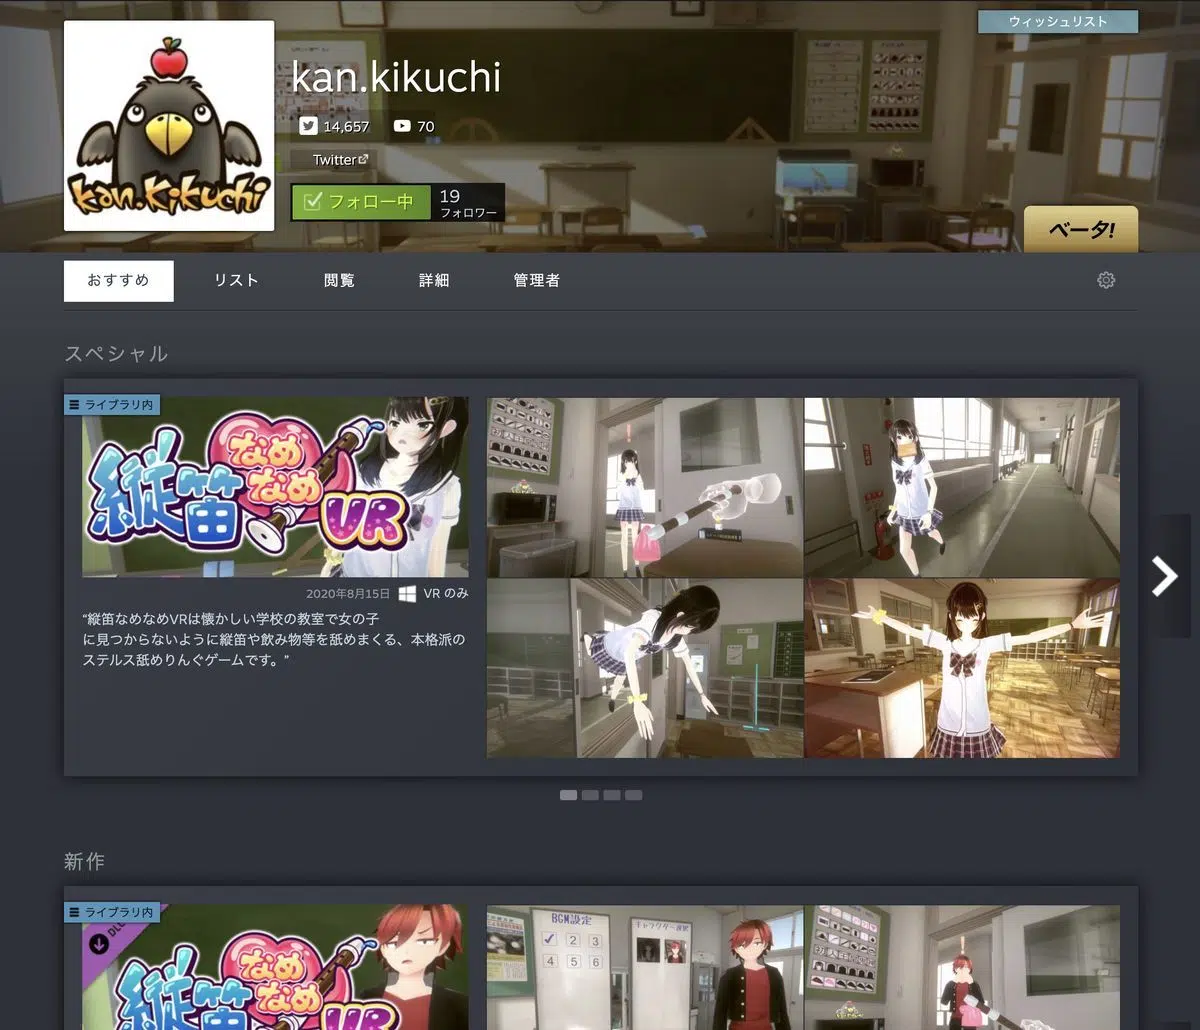 ウィッシュリスト
kan.kikuchi
14,657
70
Twitter
フォロー中
19
フォロワー
kan.Kikuchi
ベータ!
おすすめ
リスト
閲覧
詳細
管理者
スペシャル
ライブラリ内
縦笛なめなめVR
2020年8月15日
VR のみ
“縦笛なめなめVRは懐かしい学校の教室で女の子
に見つからないように縦笛や飲み物等を舐めまくる、本格派の
ステルス舐めりんぐゲームです。”
新作
ライブラリ内
DLC
縦笛なめなめVR
BGM設定
2
3
4
5
6
キャラクター選択